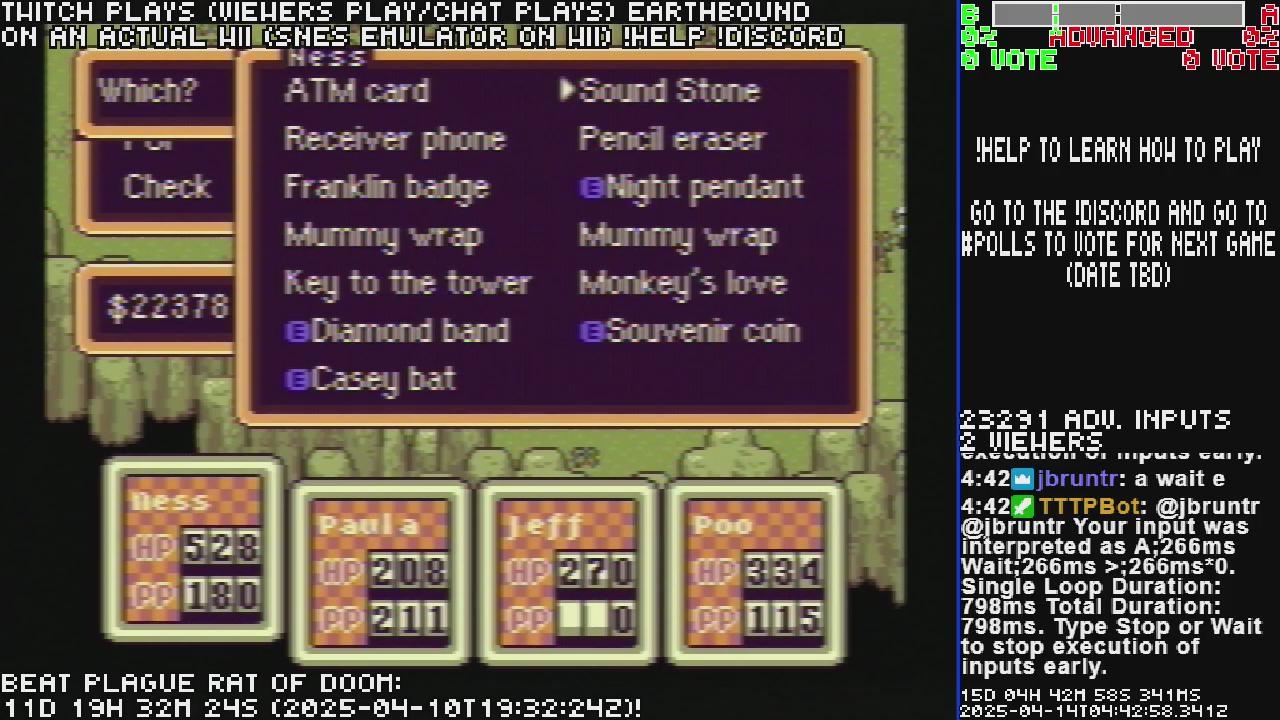 TWITCH PLAYS (VIEWERS PLAY/CHAT PLAYS) EARTHBOUND
ON AN ACTUAL WII (SNES EMULATOR ON WII) !HELP !DISCORD
B
A
0%
ADVANCED
0%
0 VOTE
0 VOTE
Which?
Check
$22378
Ness
ATM card
Sound Stone
Receiver phone
Pencil eraser
Franklin badge
E Night pendant
Mummy wrap
Mummy wrap
Key to the tower
Monkey's love
E Diamond band
E Souvenir coin
E Casey bat
!HELP TO LEARN HOW TO PLAY
GO TO THE !DISCORD AND GO TO
#POLLS TO VOTE FOR NEXT GAME
(DATE TBD)
Ness
HP 528
PP 180
Paula
HP 208
PP 211
Jeff
HP 270
PP 0
Poo
HP 334
PP 115
23291 ADV. INPUTS
2 VIEWERS
execution of inputs early.
4:42 jbruntr: a wait e
4:42 TTTPBot: @jbruntr
@jbruntr Your input was
interpreted as A;266ms
Wait;266ms >;266ms*0.
Single Loop Duration:
798ms Total Duration:
798ms. Type Stop or Wait
to stop execution of
inputs early.
BEAT PLAGUE RAT OF DOOM:
11D 19H 32M 24S (2025-04-10T19:32:24Z)!
15D 04H 42M 58S 341MS
2025-04-14T04:42:58.341Z